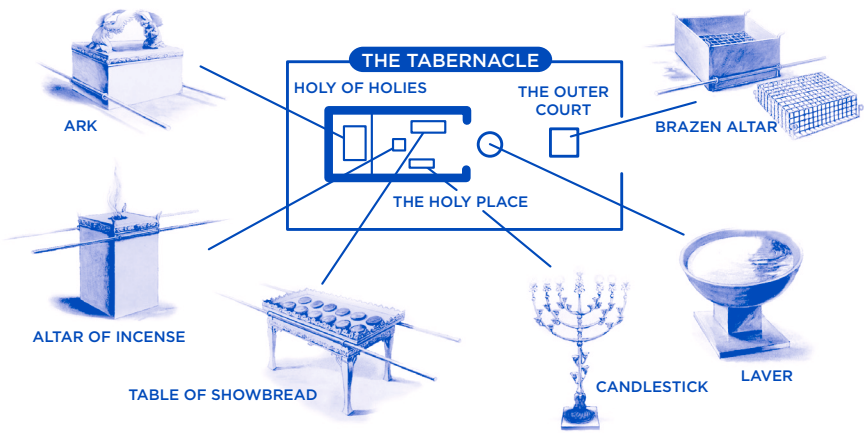 THE TABERNACLE
HOLY OF HOLIES
THE OUTER
COURT
ARK
BRAZEN ALTAR
THE HOLY PLACE
ALTAR OF INCENSE
TABLE OF SHOWBREAD
CANDLESTICK
LAVER